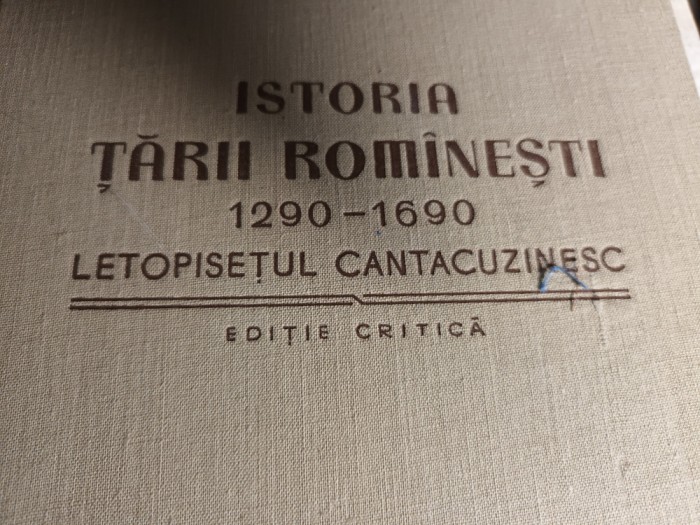 ISTORIA
ȚĂRII ROMÎNEȘTI
1290-1690
LETOPISEȚUL CANTACUZINESC
EDIȚIE CRITICĂ